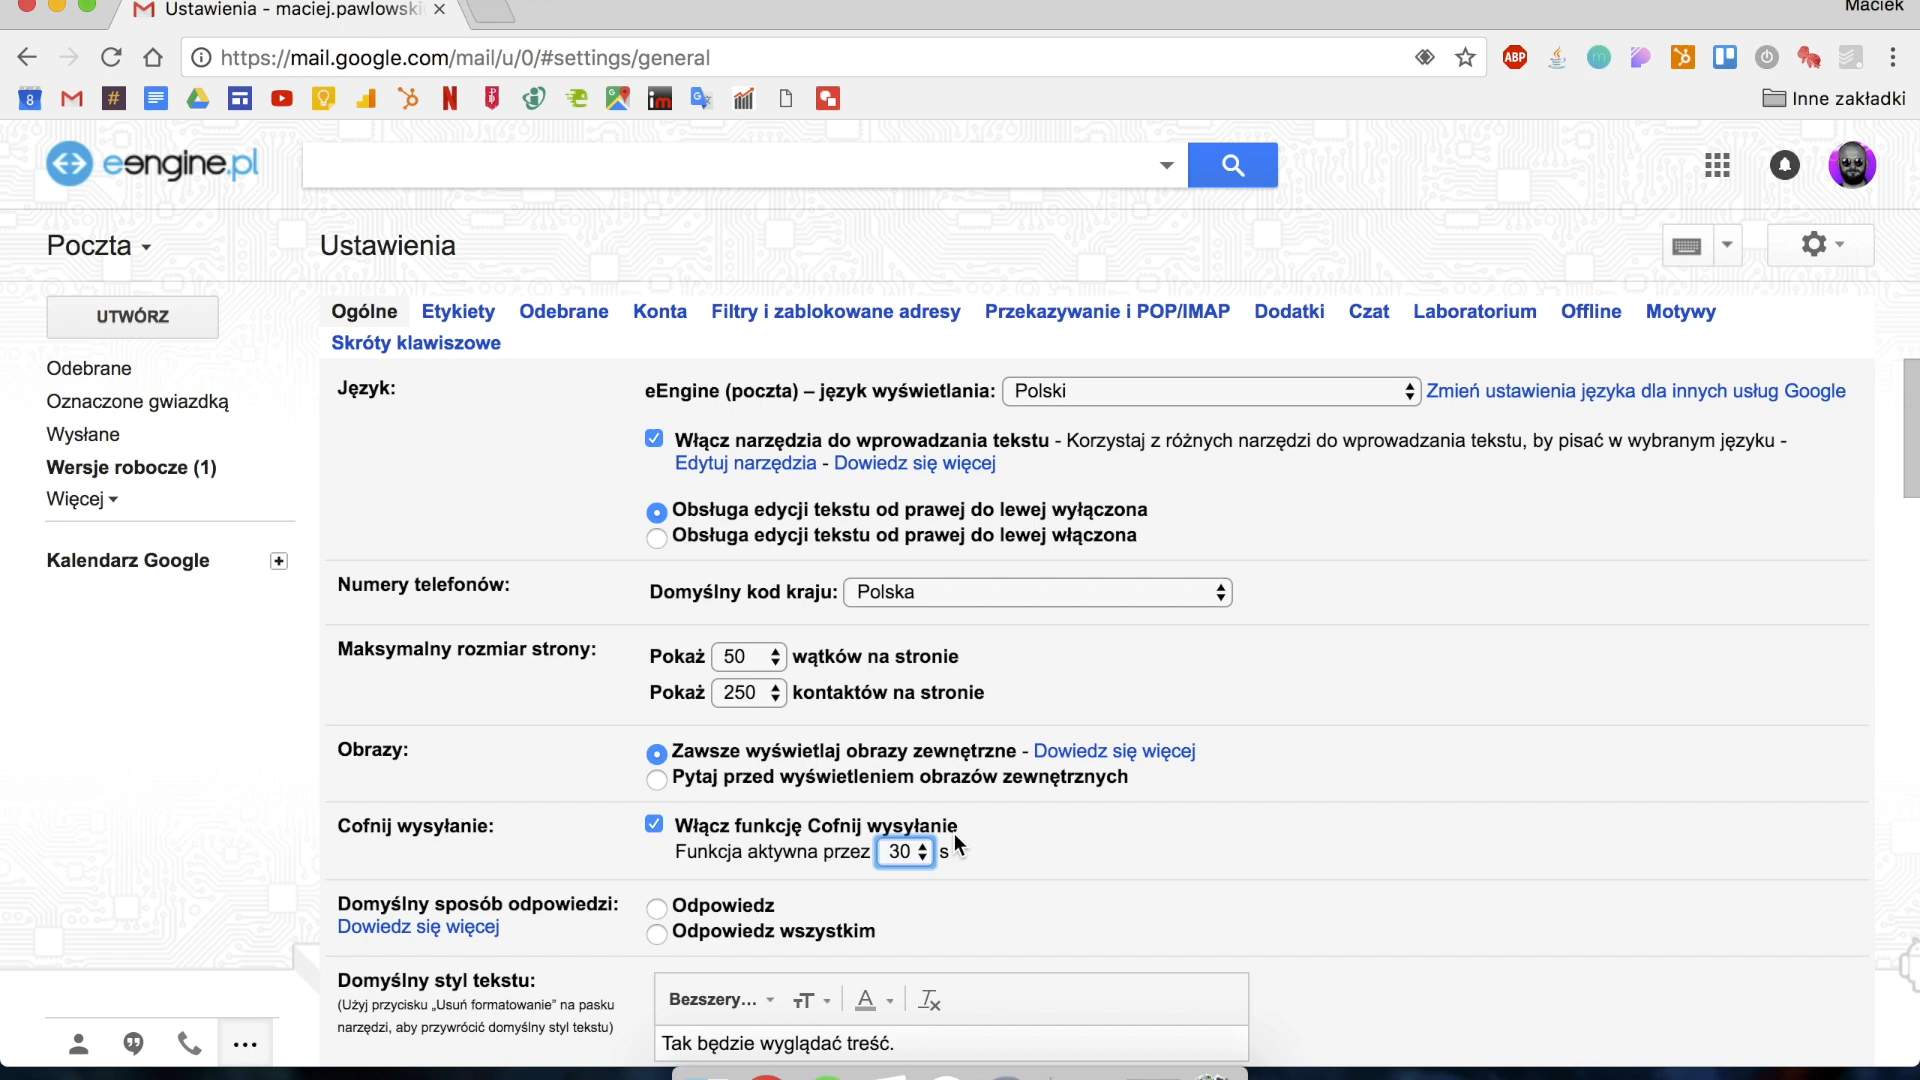 Ustawienia - maciej.pawlowski
Maciek
https://mail.google.com/mail/u/0/#settings/general
ABP
m
8
#
im
Inne zakładki
eengine.pl
Poczta
Ustawienia
UTWÓRZ
Ogólne Etykiety Odebrane Konta Filtry i zablokowane adresy Przekazywanie i POP/IMAP Dodatki Czat Laboratorium Offline Motywy
Skróty klawiszowe
Odebrane
Oznaczone gwiazdką
Wysłane
Wersje robocze (1)
Więcej
Kalendarz Google
Język:
eEngine (poczta) – język wyświetlania: Polski Zmień ustawienia języka dla innych usług Google
Włącz narzędzia do wprowadzania tekstu - Korzystaj z różnych narzędzi do wprowadzania tekstu, by pisać w wybranym języku -
Edytuj narzędzia - Dowiedz się więcej
Obsługa edycji tekstu od prawej do lewej wyłączona
Obsługa edycji tekstu od prawej do lewej włączona
Numery telefonów:
Domyślny kod kraju: Polska
Maksymalny rozmiar strony:
Pokaż 50 wątków na stronie
Pokaż 250 kontaktów na stronie
Obrazy:
Zawsze wyświetlaj obrazy zewnętrzne - Dowiedz się więcej
Pytaj przed wyświetleniem obrazów zewnętrznych
Cofnij wysyłanie:
Włącz funkcję Cofnij wysyłanie
Funkcja aktywna przez 30 s
Domyślny sposób odpowiedzi:
Dowiedz się więcej
Odpowiedz
Odpowiedz wszystkim
Domyślny styl tekstu:
(Użyj przycisku „Usuń formatowanie” na pasku
narzędzi, aby przywrócić domyślny styl tekstu)
Bezszery...
Tak będzie wyglądać treść.